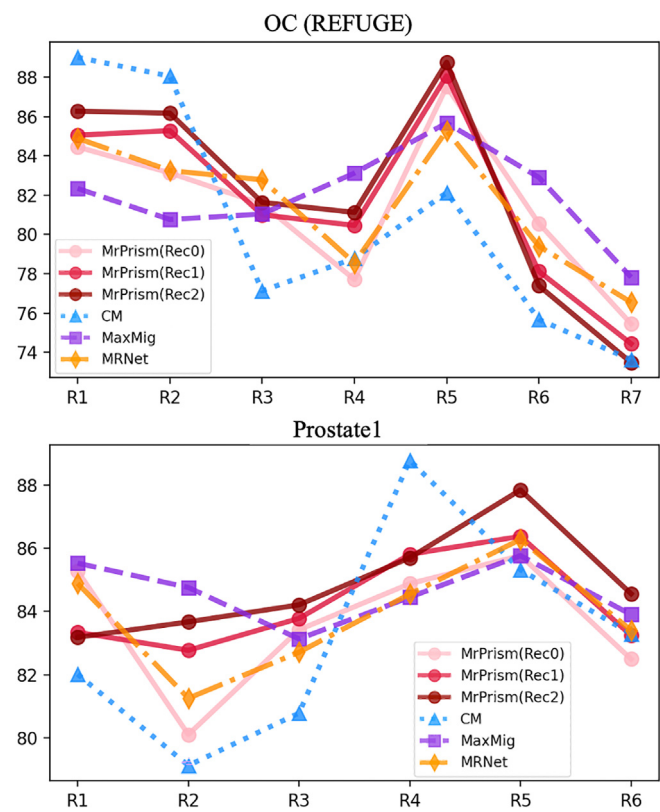 OC (REFUGE)
88
86
84
82
80
78
76
74
MrPrism(Rec0)
MrPrism(Rec1)
MrPrism(Rec2)
CM
MaxMig
MRNet
R1 R2 R3 R4 R5 R6 R7
Prostate1
88
86
84
82
80
MrPrism(Rec0)
MrPrism(Rec1)
MrPrism(Rec2)
CM
MaxMig
MRNet
R1 R2 R3 R4 R5 R6